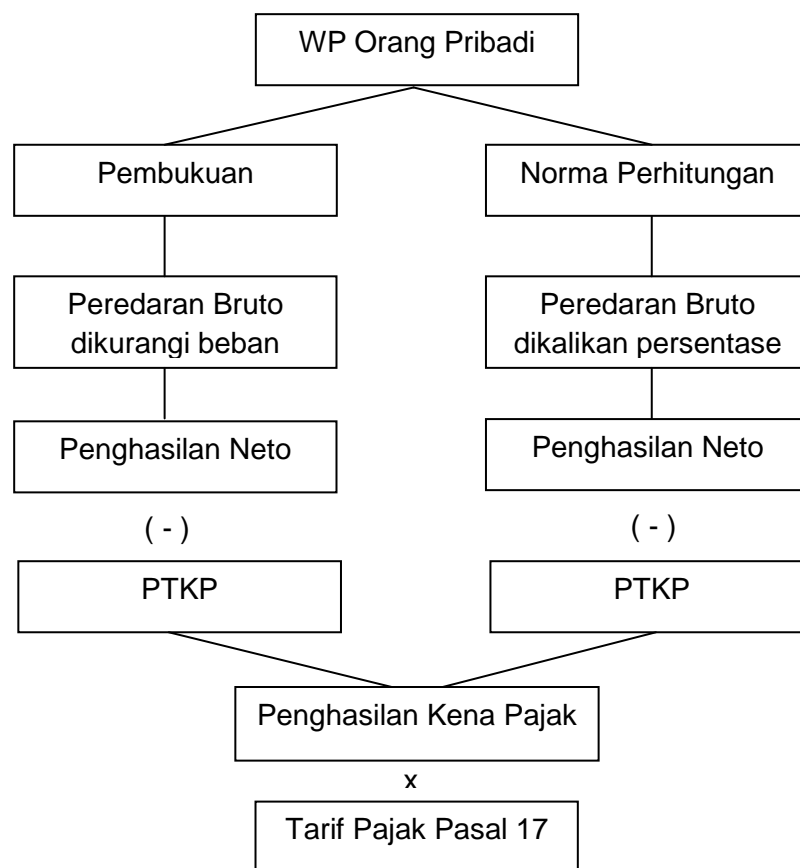 WP Orang Pribadi
Pembukuan
Norma Perhitungan
Peredaran Bruto
dikurangi beban
Peredaran Bruto
dikalikan persentase
Penghasilan Neto
Penghasilan Neto
( - )
( - )
PTKP
PTKP
Penghasilan Kena Pajak
x
Tarif Pajak Pasal 17